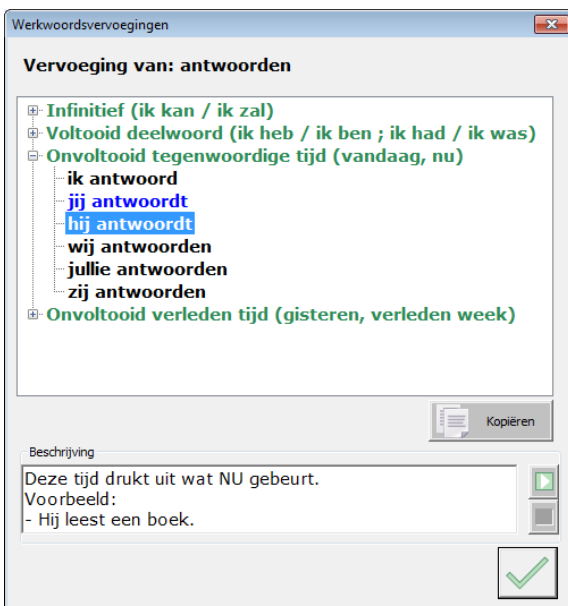 Werkwoordsvervoegingen
Vervoeging van: antwoorden
Infinitief (ik kan / ik zal)
Voltooid deelwoord (ik heb / ik ben ; ik had / ik was)
Onvoltooid tegenwoordige tijd (vandaag, nu)
ik antwoord
jij antwoordt
hij antwoordt
wij antwoorden
jullie antwoorden
zij antwoorden
Onvoltooid verleden tijd (gisteren, verleden week)
Kopiëren
Beschrijving
Deze tijd drukt uit wat NU gebeurt.
Voorbeeld:
- Hij leest een boek.